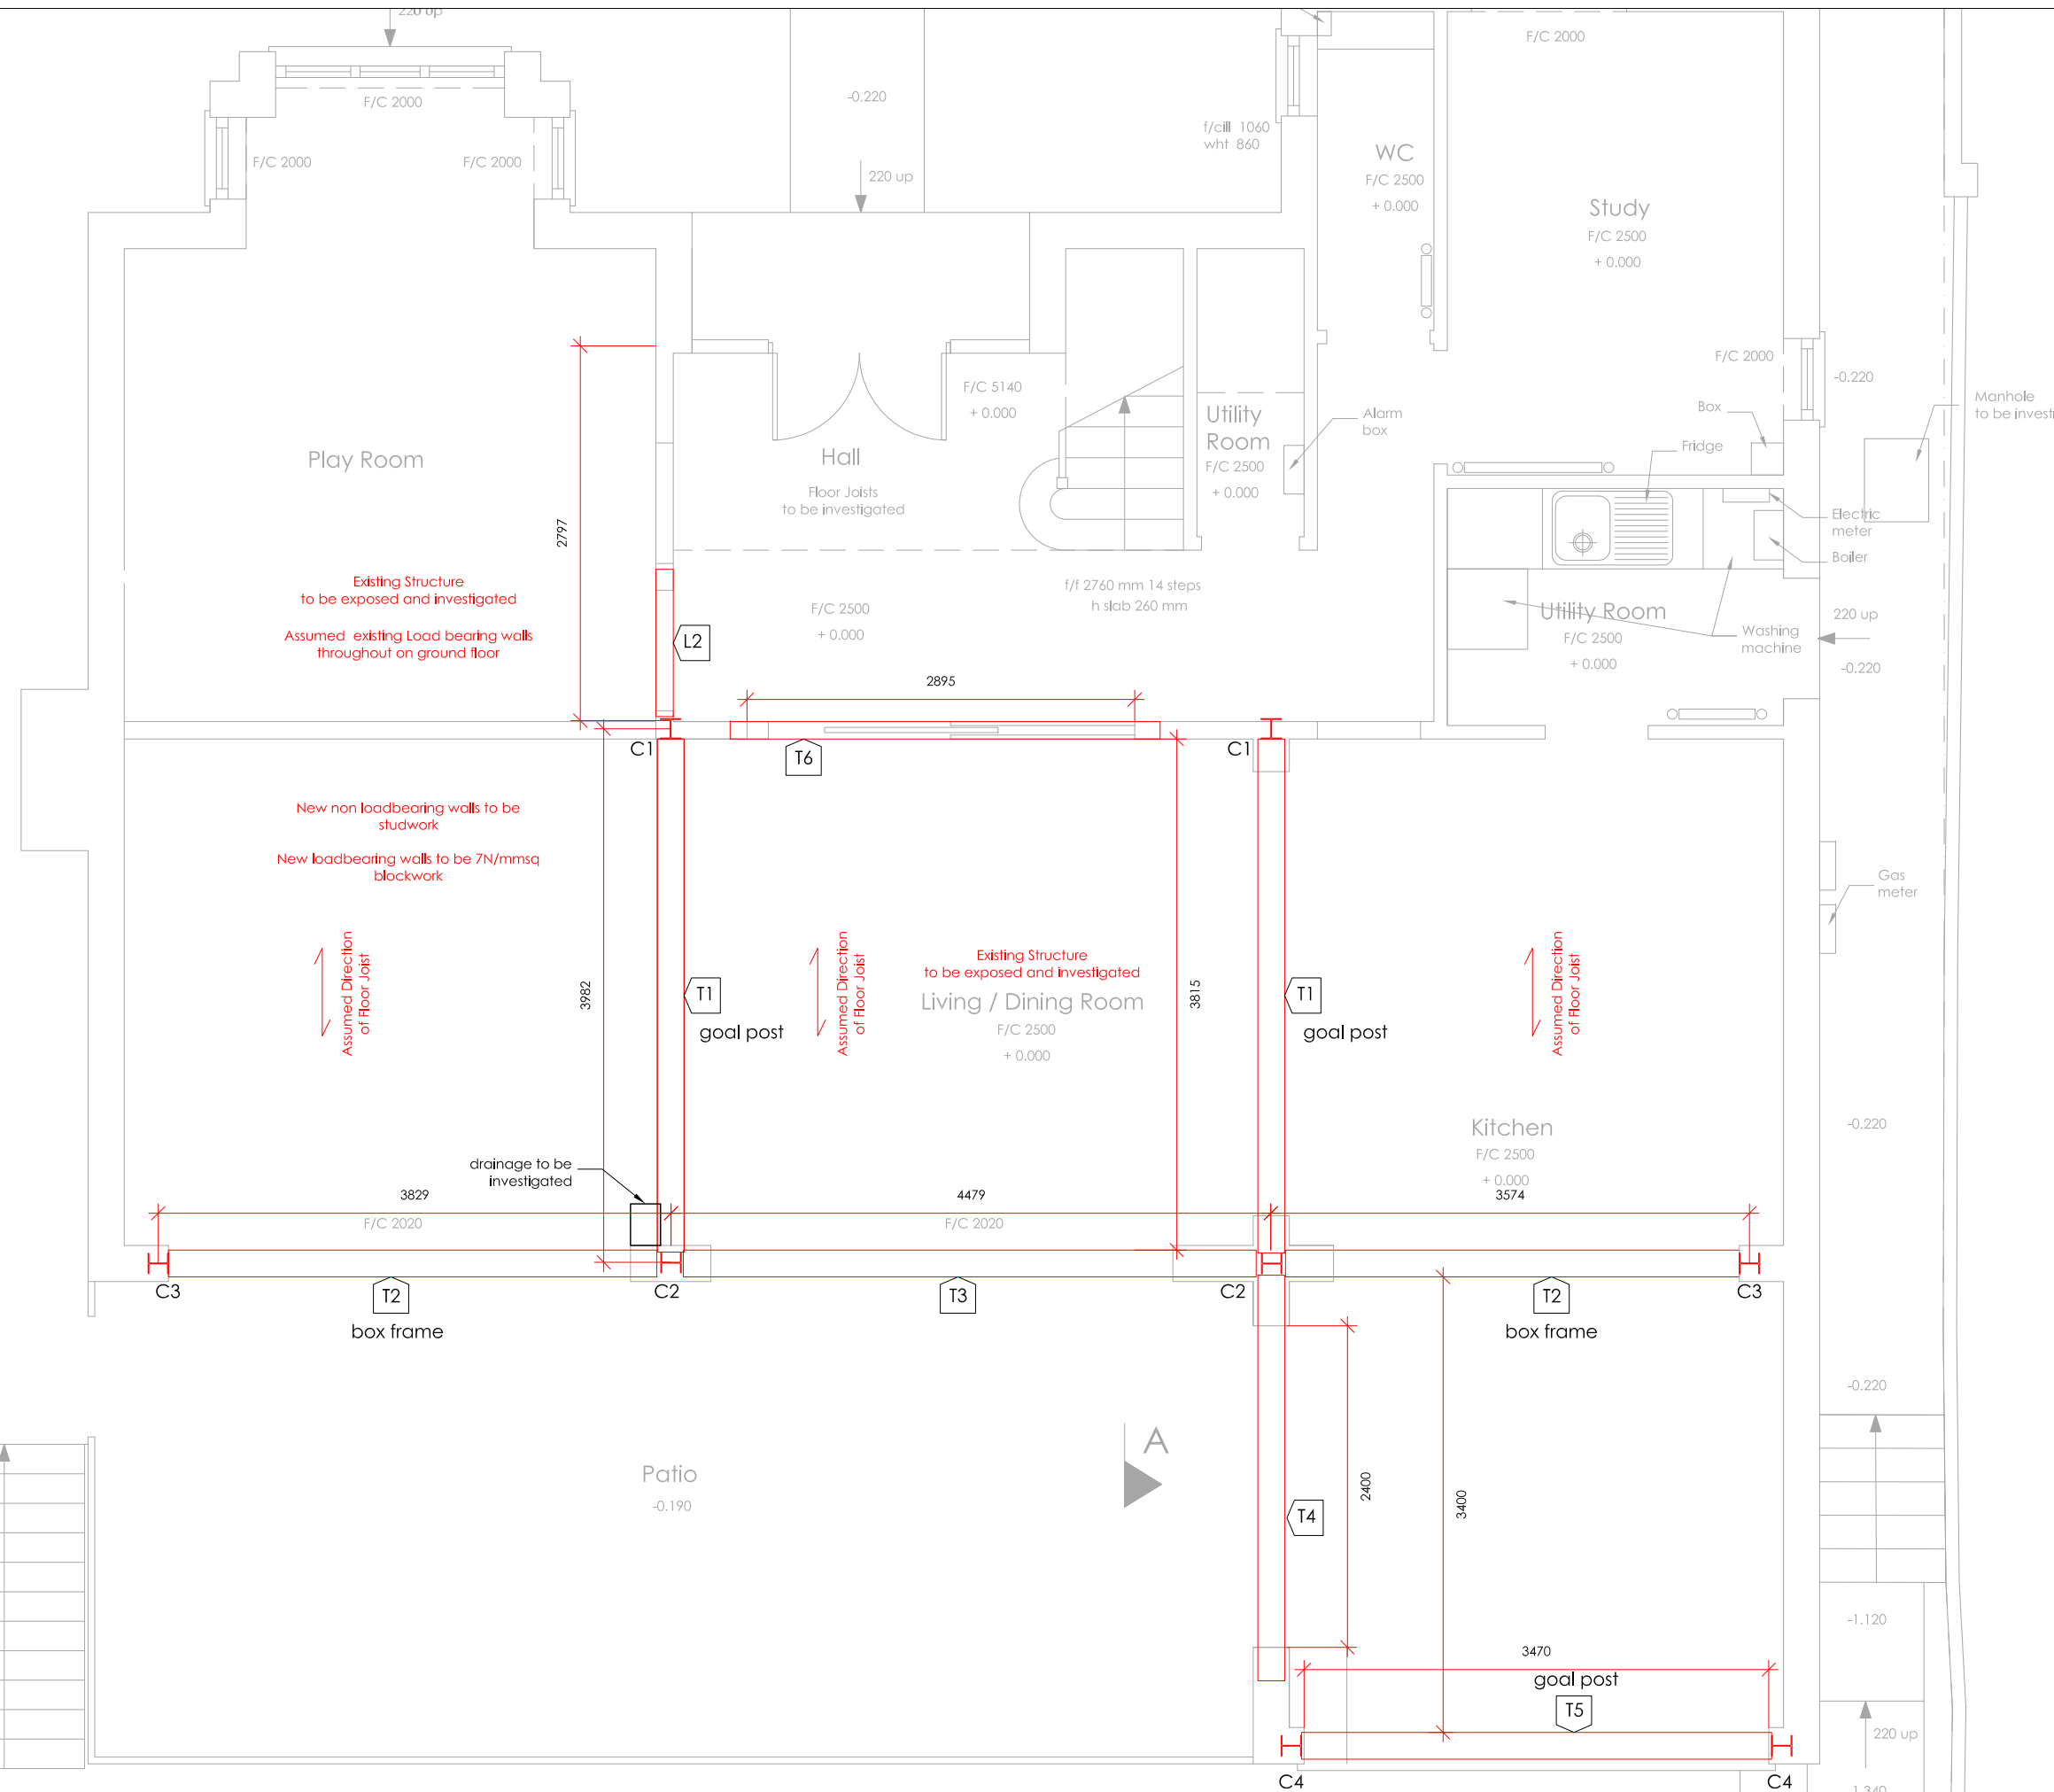 220 up
F/C 2000
F/C 2000
F/C 2000
-0.220
220 up
f/cill 1060
wht 860
WC
F/C 2500
+ 0.000
F/C 2000
Study
F/C 2500
+ 0.000
F/C 2000
-0.220
Manhole
to be invest
Box
Fridge
Electric
meter
Boiler
220 up
-0.220
Washing
machine
Utility Room
F/C 2500
+ 0.000
Alarm
box
Utility
Room
F/C 2500
+ 0.000
F/C 5140
+ 0.000
Hall
Floor Joists
to be investigated
F/C 2500
+ 0.000
f/f 2760 mm 14 steps
h slab 260 mm
Play Room
2797
Existing Structure
to be exposed and investigated
Assumed existing Load bearing walls
throughout on ground floor
L2
2895
C1
T6
C1
New non loadbearing walls to be
studwork
New loadbearing walls to be 7N/mmsq
blockwork
Assumed Direction
of Floor Joist
3982
T1
goal post
Assumed Direction
of Floor Joist
Existing Structure
to be exposed and investigated
Living / Dining Room
F/C 2500
+ 0.000
3815
T1
goal post
Assumed Direction
of Floor Joist
Gas
meter
Kitchen
F/C 2500
+ 0.000
-0.220
drainage to be
investigated
3829
F/C 2020
4479
F/C 2020
3574
C3
T2
box frame
C2
T3
C2
T2
box frame
C3
-0.220
Patio
-0.190
A
T4
2400
3400
-1.120
3470
goal post
T5
220 up
C4
C4
-1.340